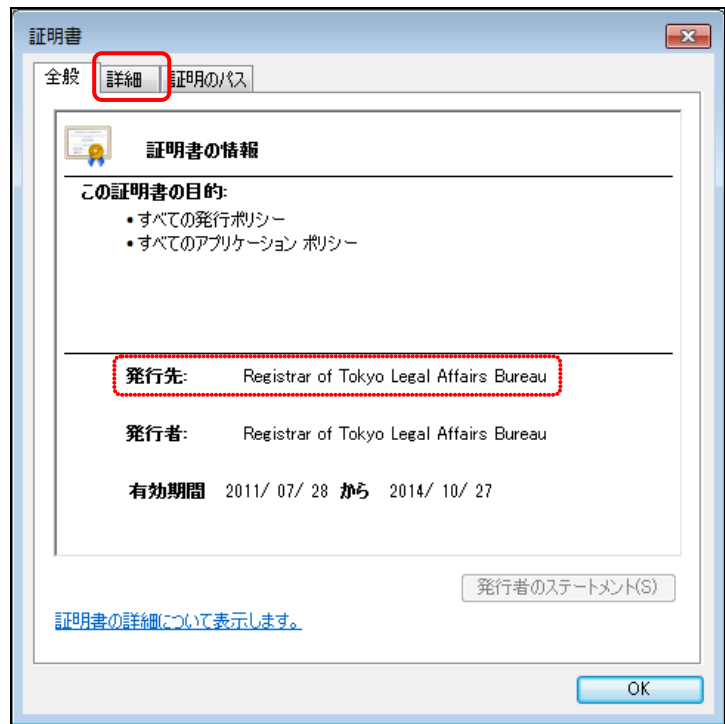 証明書
全般 詳細 証明のパス
証明書の情報
この証明書の目的:
• すべての発行ポリシー
• すべてのアプリケーション ポリシー
発行先: Registrar of Tokyo Legal Affairs Bureau
発行者: Registrar of Tokyo Legal Affairs Bureau
有効期間 2011/ 07/ 28 から 2014/ 10/ 27
発行者のステートメント(S)
証明書の詳細について表示します。
OK